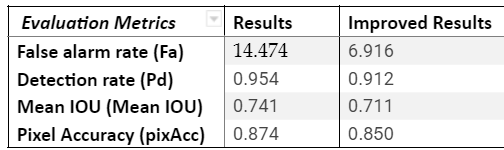 Evaluation Metrics Results Improved Results
False alarm rate (Fa) 14.474 6.916
Detection rate (Pd) 0.954 0.912
Mean IOU (Mean IOU) 0.741 0.711
Pixel Accuracy (pixAcc) 0.874 0.850